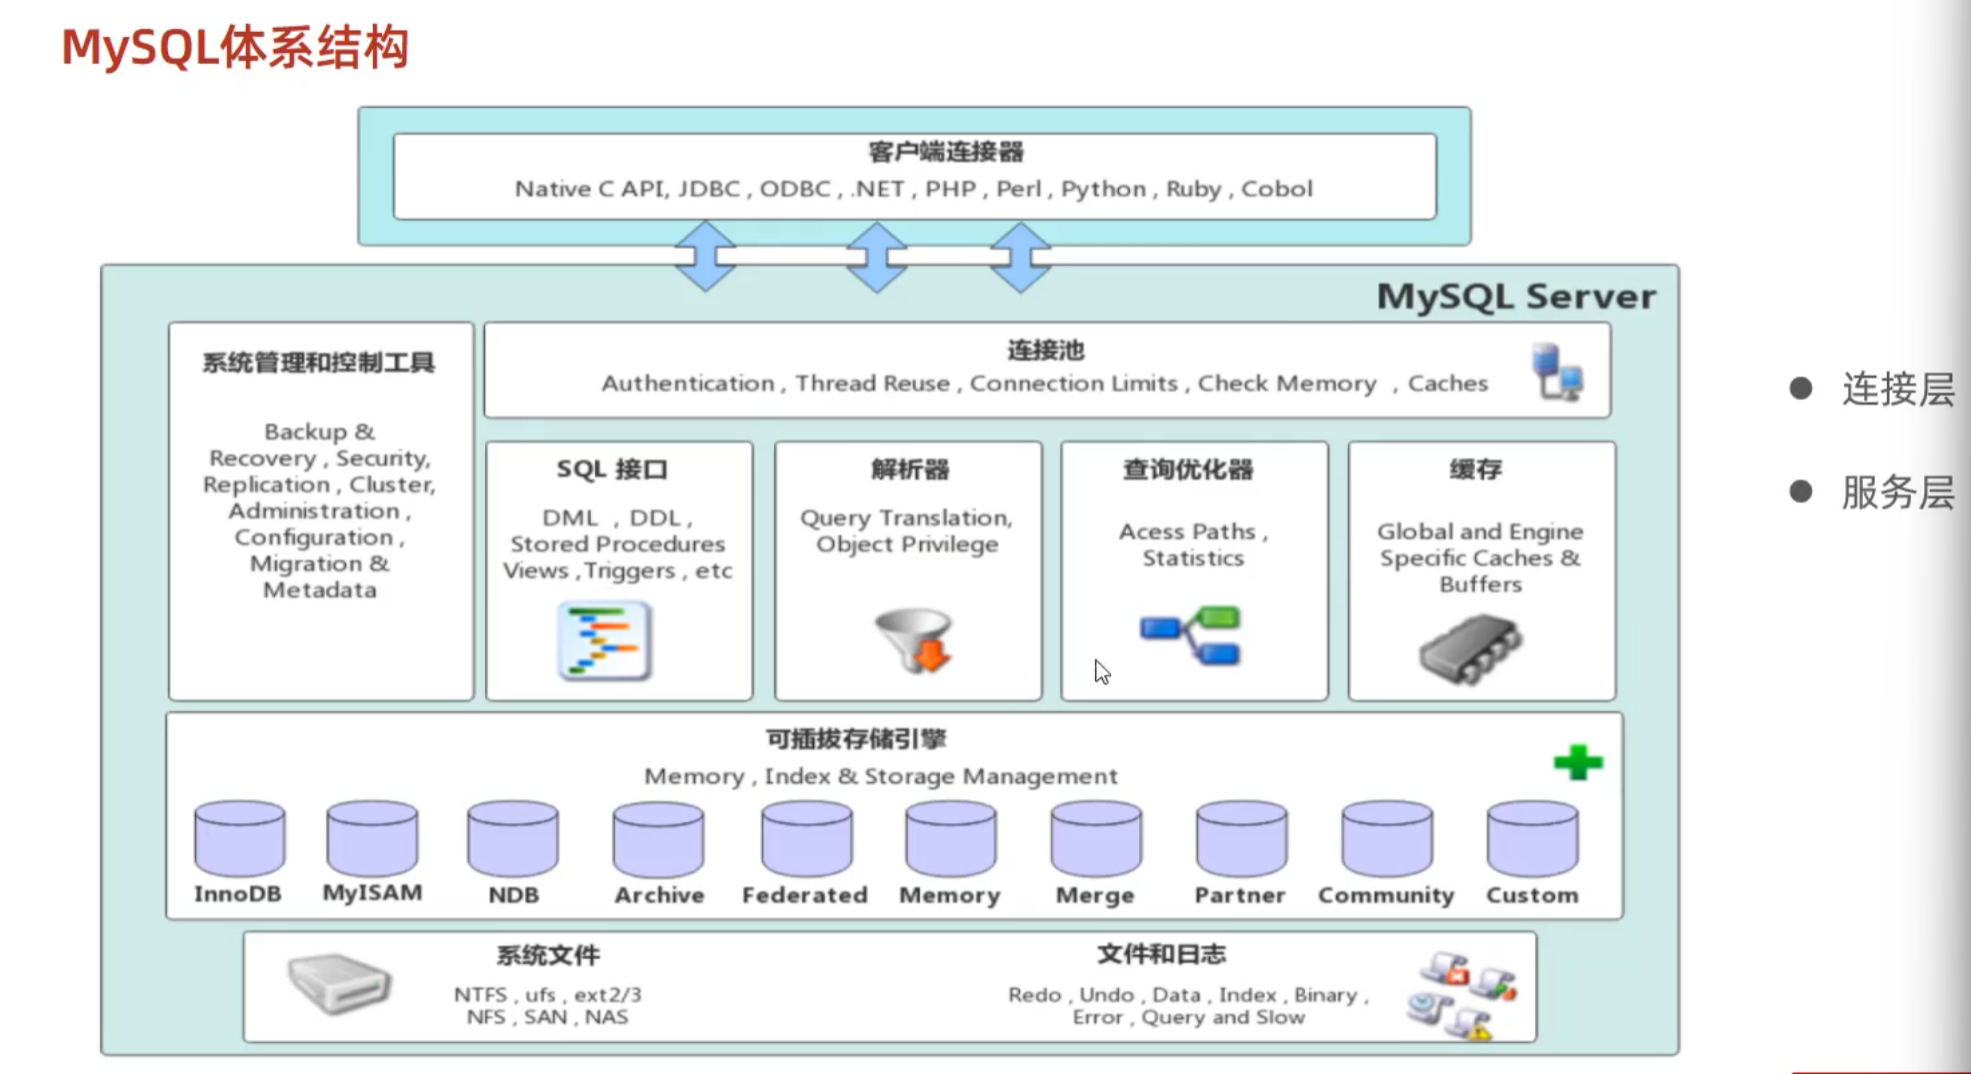 MySQL体系结构
客户端连接器
Native C API, JDBC , ODBC , .NET , PHP , Perl , Python , Ruby , Cobol
MySQL Server
系统管理和控制工具
Backup &
Recovery , Security,
Replication , Cluster,
Administration ,
Configuration ,
Migration &
Metadata
连接池
Authentication , Thread Reuse , Connection Limits , Check Memory , Caches
SQL 接口
DML , DDL ,
Stored Procedures
Views ,Triggers , etc
解析器
Query Translation,
Object Privilege
查询优化器
Acess Paths ,
Statistics
缓存
Global and Engine
Specific Caches &
Buffers
可插拔存储引擎
Memory , Index & Storage Management
InnoDB
MyISAM
NDB
Archive
Federated
Memory
Merge
Partner
Community
Custom
系统文件
NTFS , ufs , ext2/3
NFS , SAN , NAS
文件和日志
Redo , Undo , Data , Index , Binary ,
Error , Query and Slow
连接层
服务层